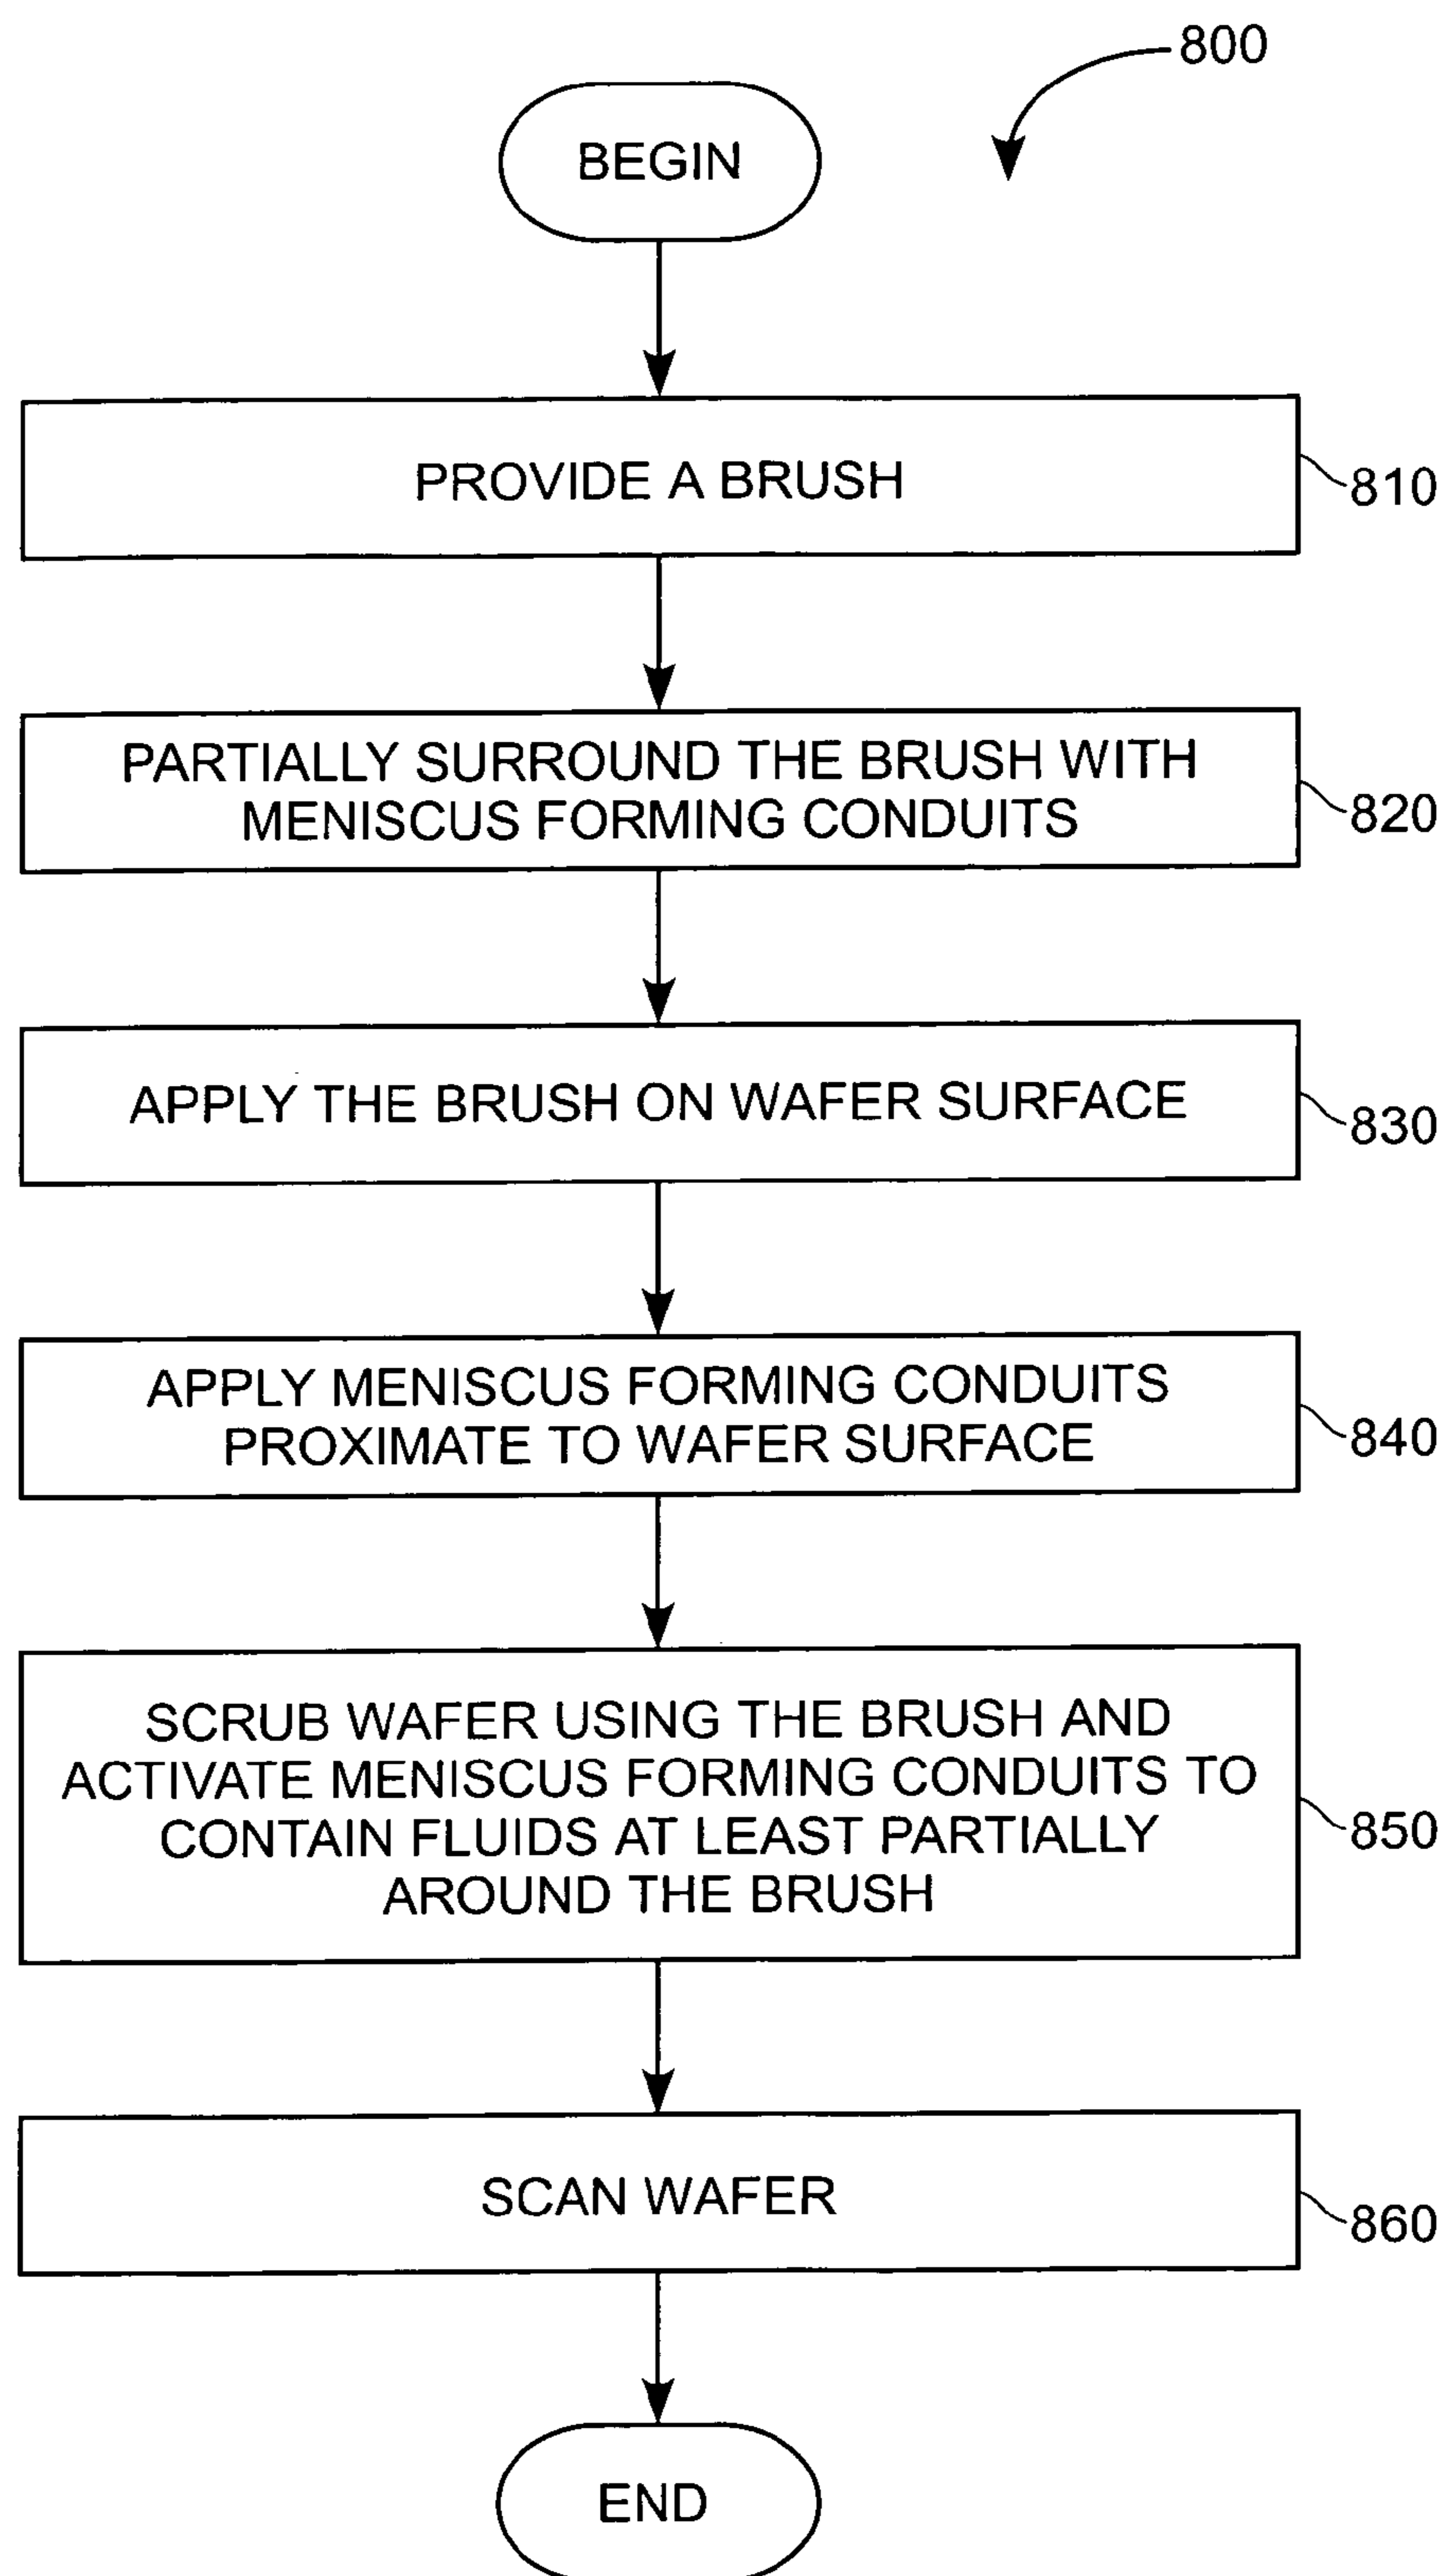 800
BEGIN
PROVIDE A BRUSH
810
PARTIALLY SURROUND THE BRUSH WITH
MENISCUS FORMING CONDUITS
820
APPLY THE BRUSH ON WAFER SURFACE
830
APPLY MENISCUS FORMING CONDUITS
PROXIMATE TO WAFER SURFACE
840
SCRUB WAFER USING THE BRUSH AND
ACTIVATE MENISCUS FORMING CONDUITS TO
CONTAIN FLUIDS AT LEAST PARTIALLY
AROUND THE BRUSH
850
SCAN WAFER
860
END